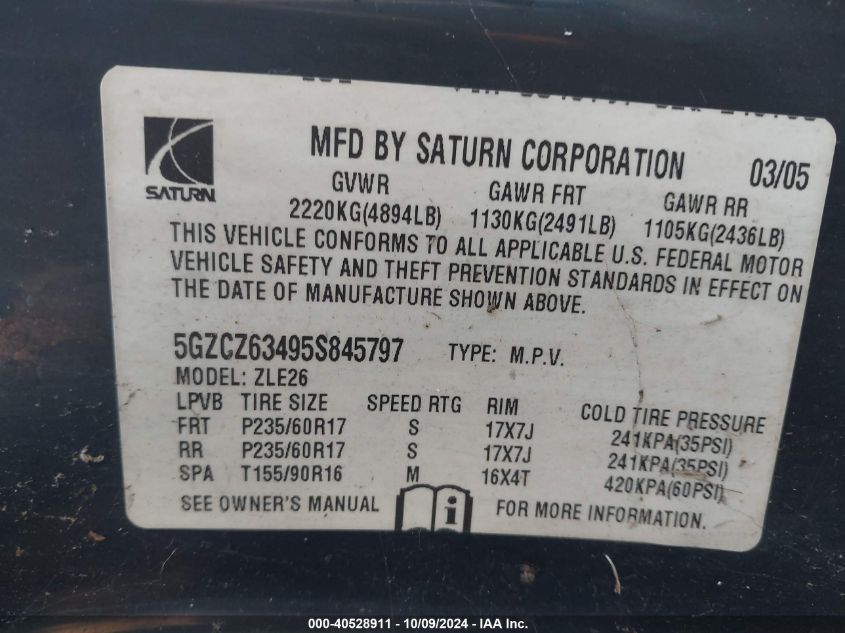 SATURN
MFD BY SATURN CORPORATION 03/05
GVWR GAWR FRT GAWR RR
2220KG(4894LB) 1130KG(2491LB) 1105KG(2436LB)
THIS VEHICLE CONFORMS TO ALL APPLICABLE U.S. FEDERAL MOTOR
VEHICLE SAFETY AND THEFT PREVENTION STANDARDS IN EFFECT ON
THE DATE OF MANUFACTURE SHOWN ABOVE.
5GZCZ63495S845797 TYPE: M.P.V.
MODEL: ZLE26
LPVB TIRE SIZE SPEED RTG RIM COLD TIRE PRESSURE
FRT P235/60R17 S 17X7J 241KPA(35PSI)
RR P235/60R17 S 17X7J 241KPA(35PSI)
SPA T155/90R16 M 16X4T 420KPA(60PSI)
SEE OWNER'S MANUAL i FOR MORE INFORMATION.
000-40528911 - 10/09/2024 - IAA Inc.